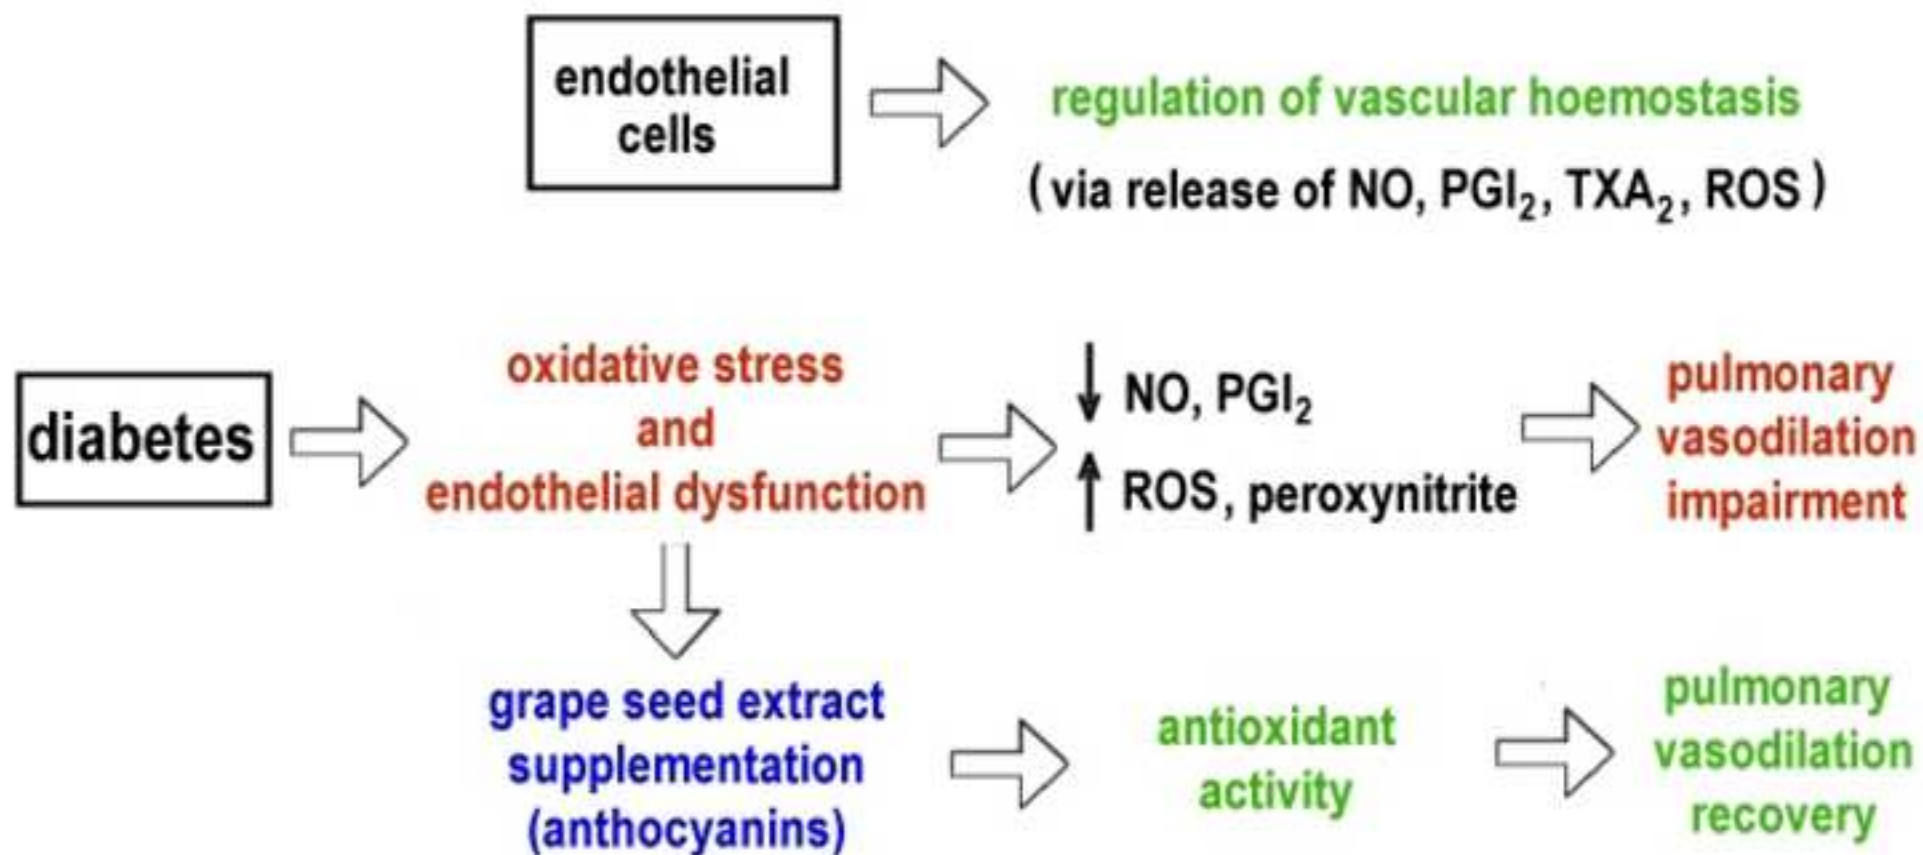 endothelial
cells
regulation of vascular hoemostasis
(via release of NO, PGI₂, TXA₂, ROS)
diabetes
oxidative stress
and
endothelial dysfunction
↓ NO, PGI₂
↑ ROS, peroxynitrite
pulmonary
vasodilation
impairment
grape seed extract
supplementation
(anthocyanins)
antioxidant
activity
pulmonary
vasodilation
recovery